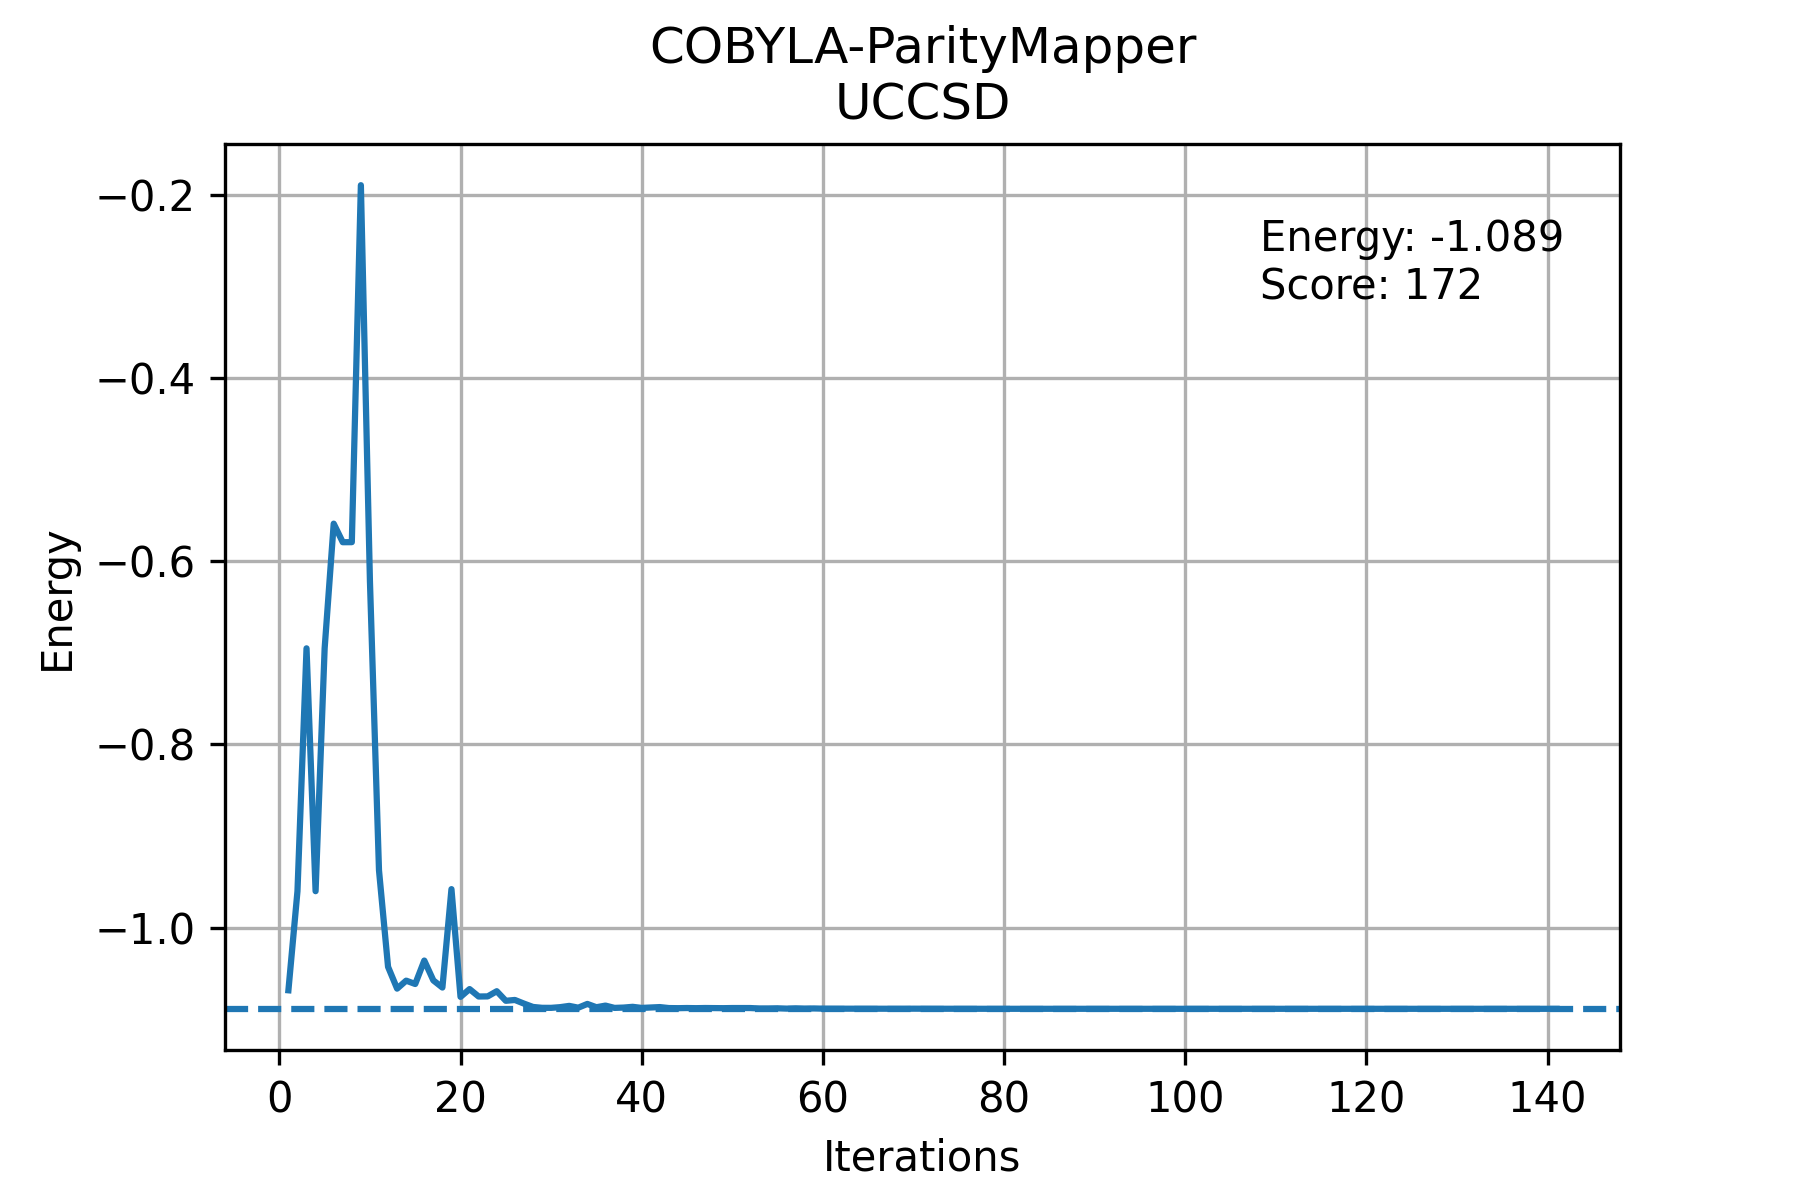 COBYLA-ParityMapper
UCCSD
Energy: -1.089
Score: 172
Energy
−0.2
−0.4
−0.6
−0.8
−1.0
0 20 40 60 80 100 120 140
Iterations